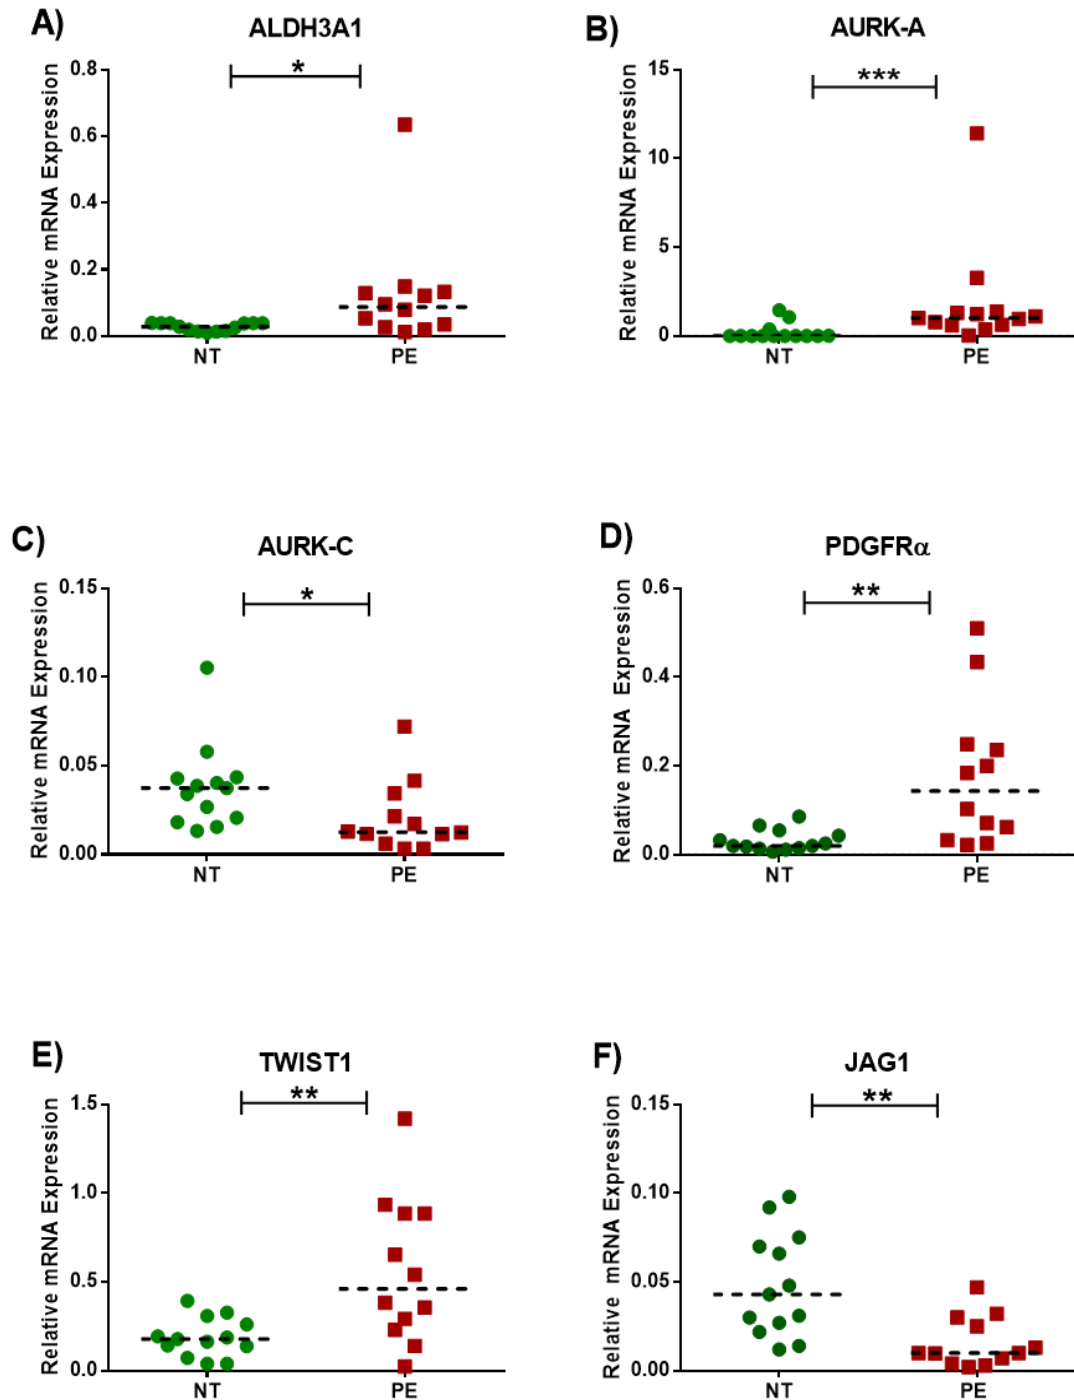 A)
ALDH3A1
Relative mRNA Expression
0.8
0.6
0.4
0.2
0.0
*
NT
PE
B)
AURK-A
Relative mRNA Expression
15
10
5
0
***
NT
PE
C)
AURK-C
Relative mRNA Expression
0.15
0.10
0.05
0.00
*
NT
PE
D)
PDGFRα
Relative mRNA Expression
0.6
0.4
0.2
0.0
**
NT
PE
E)
TWIST1
Relative mRNA Expression
1.5
1.0
0.5
0.0
**
NT
PE
F)
JAG1
Relative mRNA Expression
0.15
0.10
0.05
0.00
**
NT
PE